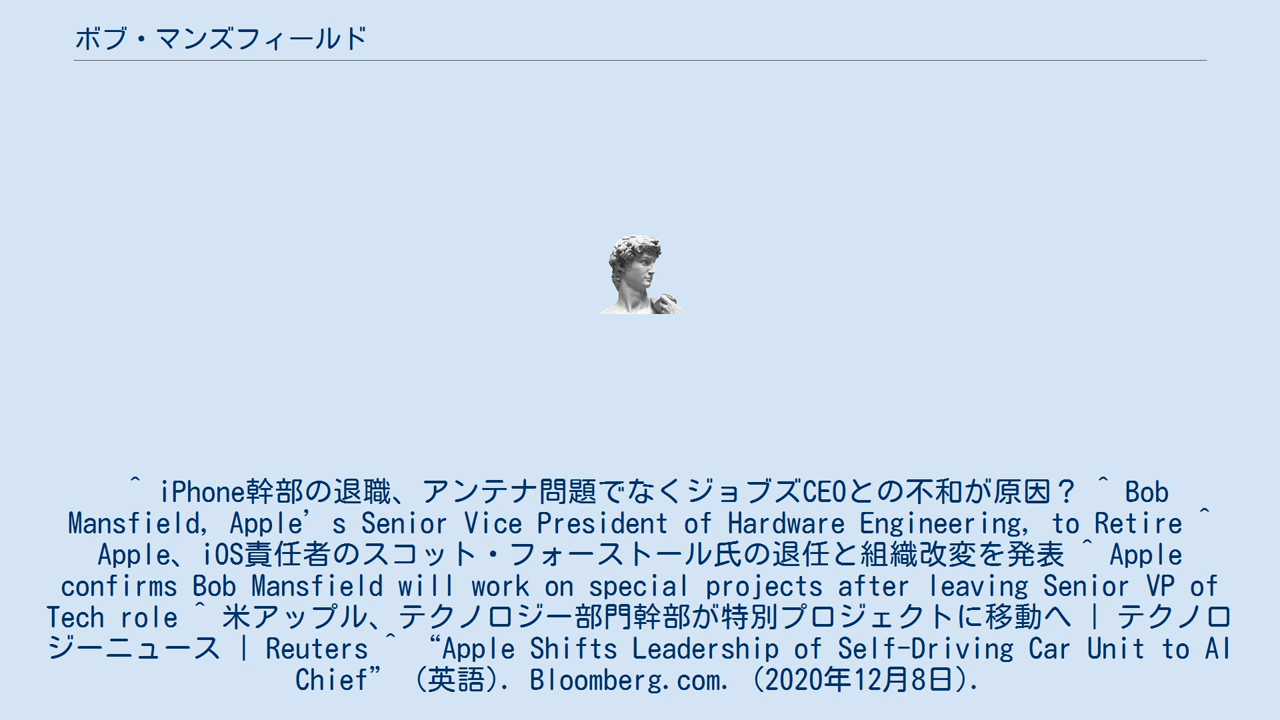 ボブ・マンズフィールド
^ iPhone幹部の退職、アンテナ問題でなくジョブズCEOとの不和が原因？ ^ Bob
Mansfield, Apple’s Senior Vice President of Hardware Engineering, to Retire ^
Apple、iOS責任者のスコット・フォーストール氏の退任と組織改変を発表 ^ Apple
confirms Bob Mansfield will work on special projects after leaving Senior VP of
Tech role ^ 米アップル、テクノロジー部門幹部が特別プロジェクトに移動へ | テクノロ
ジーニュース | Reuters ^ “Apple Shifts Leadership of Self-Driving Car Unit to AI
Chief” (英語). Bloomberg.com. (2020年12月8日).